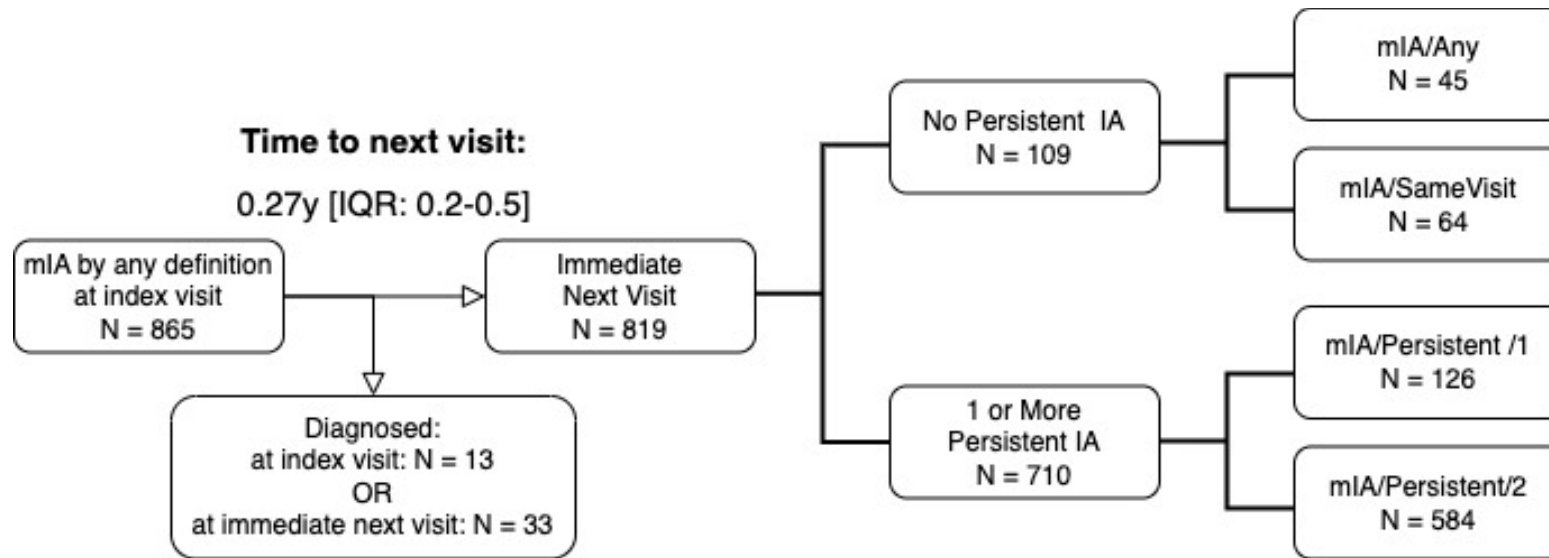 Time to next visit:
0.27y [IQR: 0.2-0.5]
mIA by any definition
at index visit
N = 865
Diagnosed:
at index visit: N = 13
OR
at immediate next visit: N = 33
Immediate
Next Visit
N = 819
No Persistent IA
N = 109
1 or More
Persistent IA
N = 710
mIA/Any
N = 45
mIA/SameVisit
N = 64
mIA/Persistent /1
N = 126
mIA/Persistent/2
N = 584